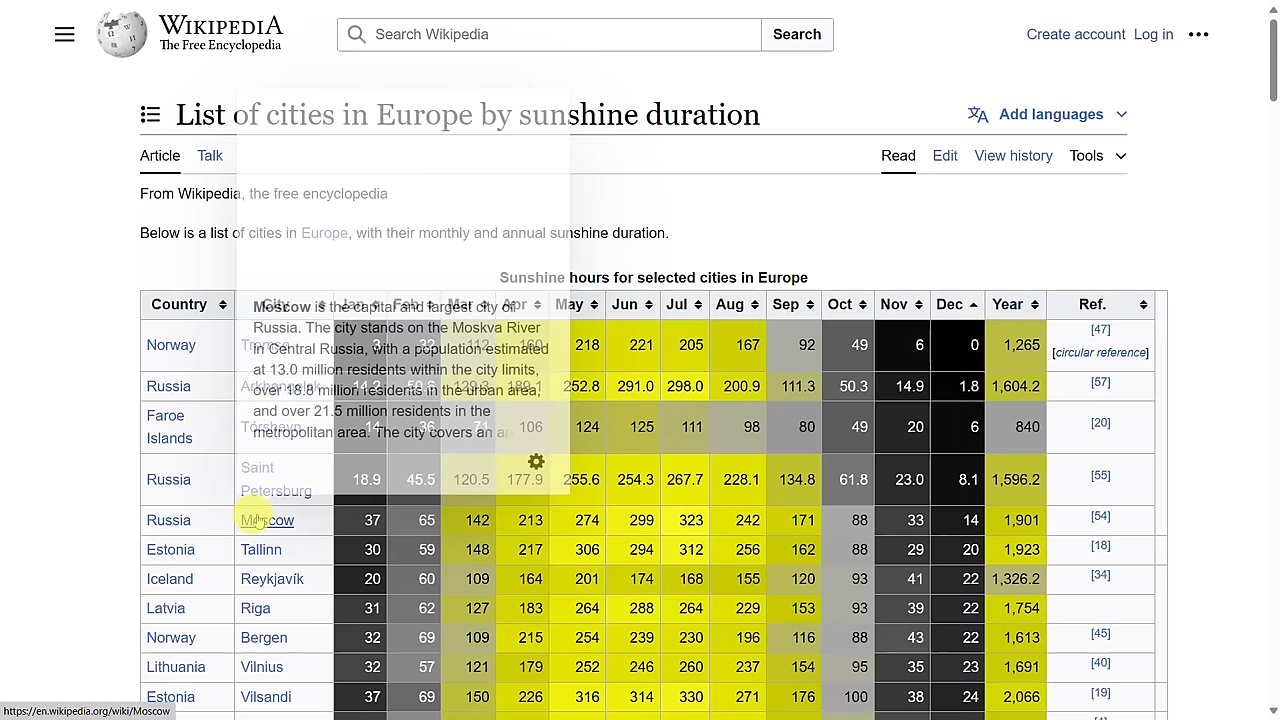 WIKIPEDIA
The Free Encyclopedia
Search Wikipedia
Search
Create account Log in
List of cities in Europe by sunshine duration
Add languages
Article Talk
Read Edit View history Tools
From Wikipedia, the free encyclopedia
Below is a list of cities in Europe, with their monthly and annual sunshine duration.
Sunshine hours for selected cities in Europe
Country City Jan Feb Mar Apr May Jun Jul Aug Sep Oct Nov Dec Year Ref.
Moscow is the capital and largest city of
Russia. The city stands on the Moskva River
in Central Russia, with a population estimated
at 13.0 million residents within the city limits,
over 18.8 million residents in the urban area,
and over 21.5 million residents in the
metropolitan area. The city covers an
Norway Tromsø 3 32 112 160 218 221 205 167 92 49 6 0 1,265 [47]
[circular reference]
Russia Arkhangelsk 252.8 291.0 298.0 200.9 111.3 50.3 14.9 1.8 1,604.2 [57]
Faroe
Islands
Tórshavn 14 36 71 106 124 125 111 98 80 49 20 6 840 [20]
Russia Saint
Petersburg 18.9 45.5 120.5 177.9 255.6 254.3 267.7 228.1 134.8 61.8 23.0 8.1 1,596.2 [55]
Russia Moscow 37 65 142 213 274 299 323 242 171 88 33 14 1,901 [54]
Estonia Tallinn 30 59 148 217 306 294 312 256 162 88 29 20 1,923 [18]
Iceland Reykjavík 20 60 109 164 201 174 168 155 120 93 41 22 1,326.2 [34]
Latvia Riga 31 62 127 183 264 288 264 229 153 93 39 22 1,754
Norway Bergen 32 69 109 215 254 239 230 196 116 88 43 22 1,613 [45]
Lithuania Vilnius 32 57 121 179 252 246 260 237 154 95 35 23 1,691 [40]
Estonia Vilsandi 37 69 150 226 316 314 330 271 176 100 38 24 2,066 [19]
https://en.wikipedia.org/wiki/Moscow